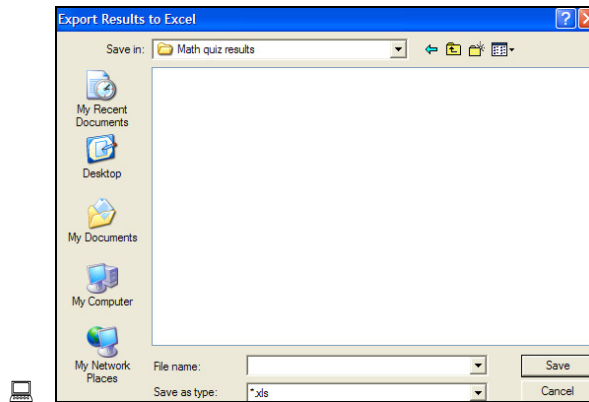 Export Results to Excel
Save in: Math quiz results
My Recent
Documents
Desktop
My Documents
My Computer
My Network
Places
File name:
Save
Save as type: *.xls
Cancel